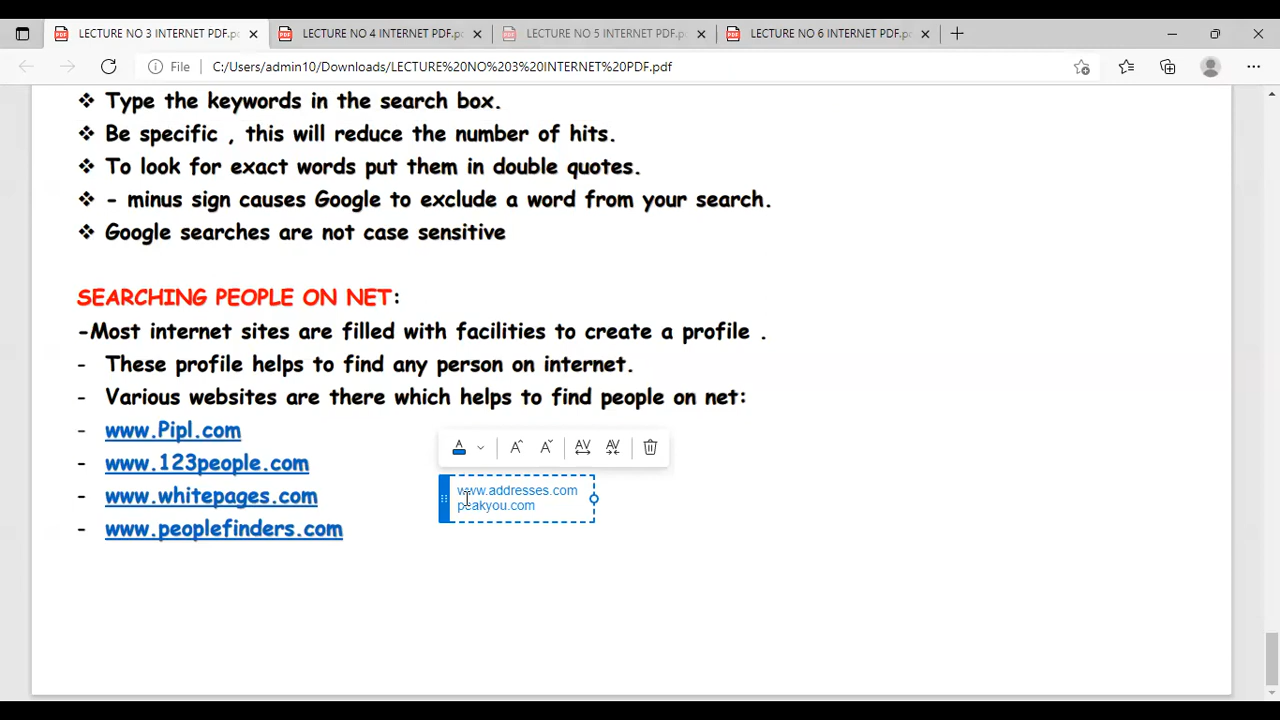 LECTURE NO 3 INTERNET PDF.pdf
LECTURE NO 4 INTERNET PDF.pdf
LECTURE NO 5 INTERNET PDF.pdf
LECTURE NO 6 INTERNET PDF.pdf
File C:/Users/admin10/Downloads/LECTURE%20NO%203%20INTERNET%20PDF.pdf
❖ Type the keywords in the search box.
❖ Be specific , this will reduce the number of hits.
❖ To look for exact words put them in double quotes.
❖ - minus sign causes Google to exclude a word from your search.
❖ Google searches are not case sensitive
SEARCHING PEOPLE ON NET:
-Most internet sites are filled with facilities to create a profile .
- These profile helps to find any person on internet.
- Various websites are there which helps to find people on net:
- www.Pipl.com
- www.123people.com
- www.whitepages.com
- www.peoplefinders.com
www.addresses.com
peakyou.com